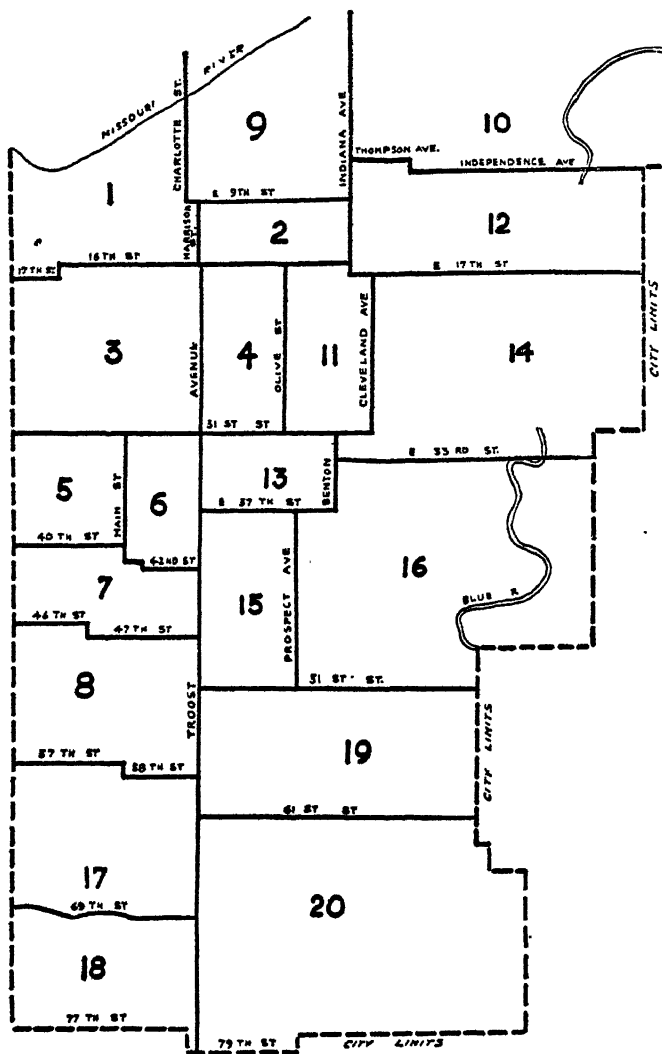 MISSOURI RIVER
CHARLOTTE ST.
INDIANA AVE
9
10
THOMPSON AVE.
INDEPENDENCE AVE
1
E 9TH ST
HARRISON ST.
2
12
17TH ST
16TH ST
E 17TH ST
CITY LIMITS
3
AVENUE
4
OLIVE ST
11
CLEVELAND AVE
14
31 ST ST
5
MAIN ST
6
13
BENTON
E 33 RD ST.
E 37TH ST
40TH ST
42ND ST
7
15
PROSPECT AVE
16
BLUE R
46TH ST
47TH ST
8
TROOST
51 ST ST.
57TH ST
58TH ST
19
CITY LIMITS
61 ST ST
17
20
69TH ST
18
77TH ST
79TH ST
CITY LIMITS